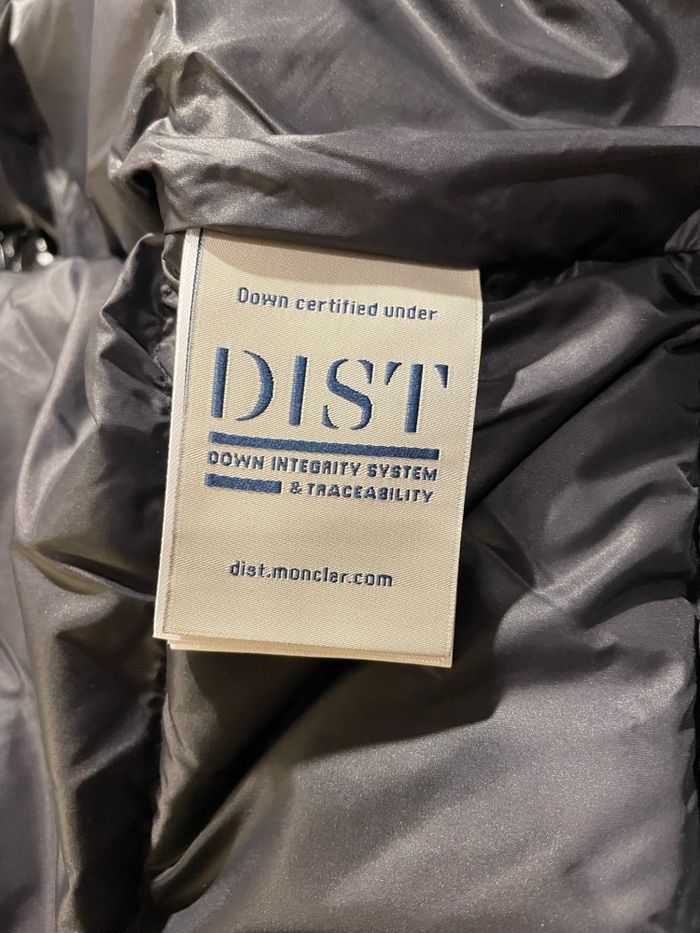 Down certified under
DIST
DOWN INTEGRITY SYSTEM
& TRACEABILITY
dist.moncler.com